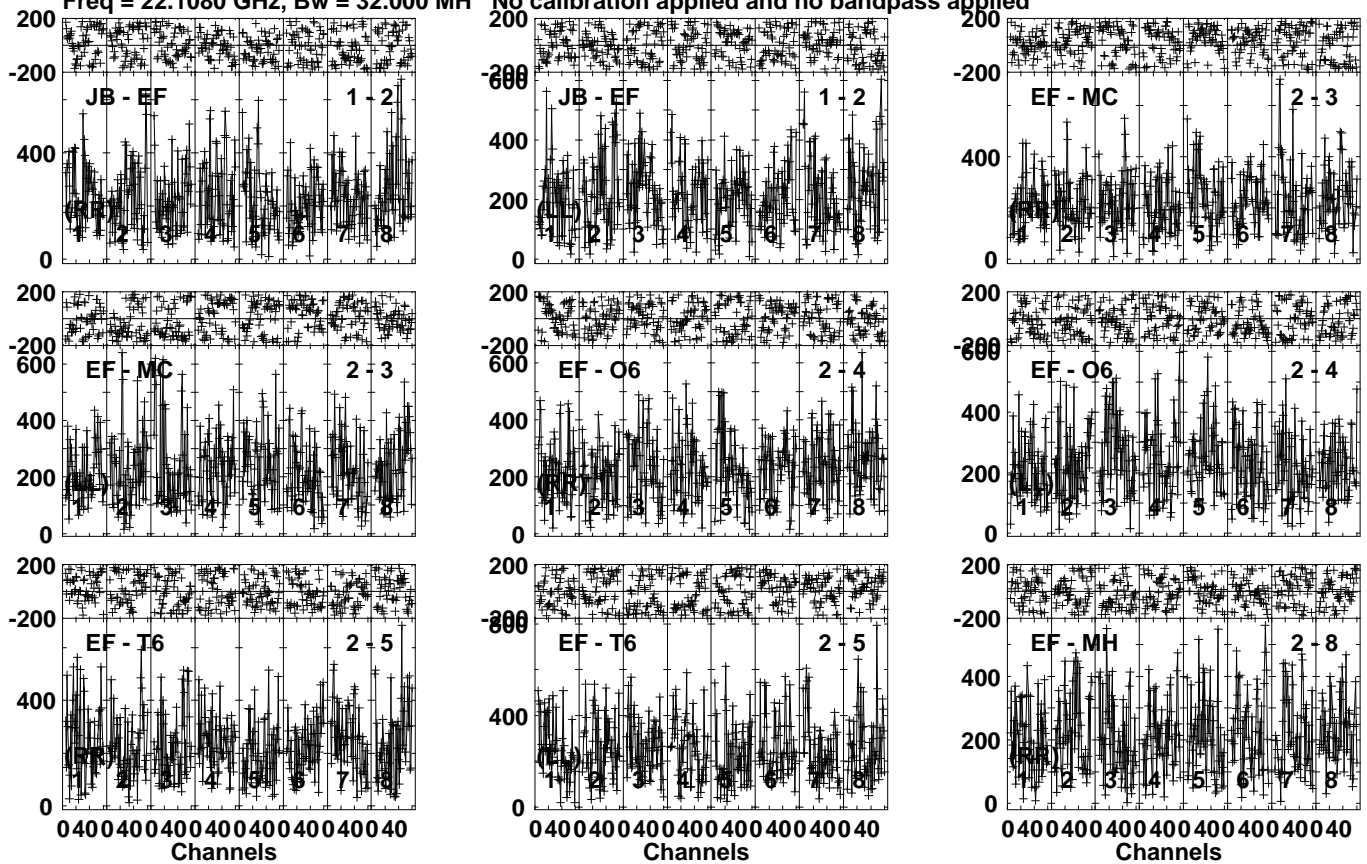 Freq = 22.1080 GHz, Bw = 32.000 MH No calibration applied and no bandpass applied
200 200 200
-200 -200 -200
600
JB - EF 1 - 2 JB - EF 1 - 2 EF - MC 2 - 3
400 400 400
200
(RR) (LL) (RR)
1 2 3 4 5 6 7 8 1 2 3 4 5 6 7 8 1 2 3 4 5 6 7 8
0 0 0
200 200 200
-200 -200 -200
600 600
EF - MC 2 - 3 EF - O6 2 - 4 EF - O6 2 - 4
400 400 400
200 200 200
(LL) (RR) (LL)
1 2 3 4 5 6 7 8 1 2 3 4 5 6 7 8 1 2 3 4 5 6 7 8
0 0 0
200 200 200
-200 -200 -200
800
EF - T6 2 - 5 EF - T6 2 - 5 EF - MH 2 - 8
400 400 400
200
(RR) (LL) (RR)
1 2 3 4 5 6 7 8 1 2 3 4 5 6 7 8 1 2 3 4 5 6 7 8
0 0 0
0 40 0 40 0 40 0 40 0 40 0 40 0 40 0 40 0 40 0 40 0 40 0 40 0 40 0 40 0 40 0 40 0 40 0 40 0 40 0 40 0 40 0 40 0 40 0 40
Channels Channels Channels